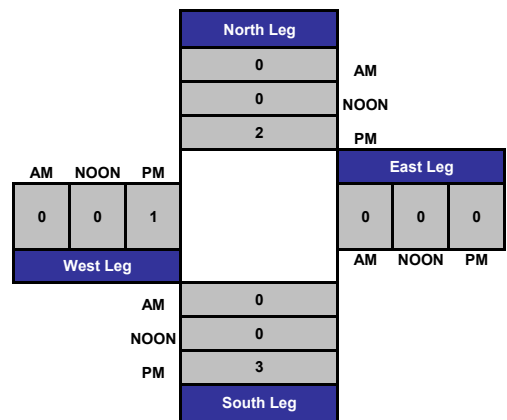 North Leg
0 AM
0 NOON
2 PM
AM NOON PM
East Leg
0 0 1
0 0 0
West Leg
AM NOON PM
AM 0
NOON 0
PM 3
South Leg